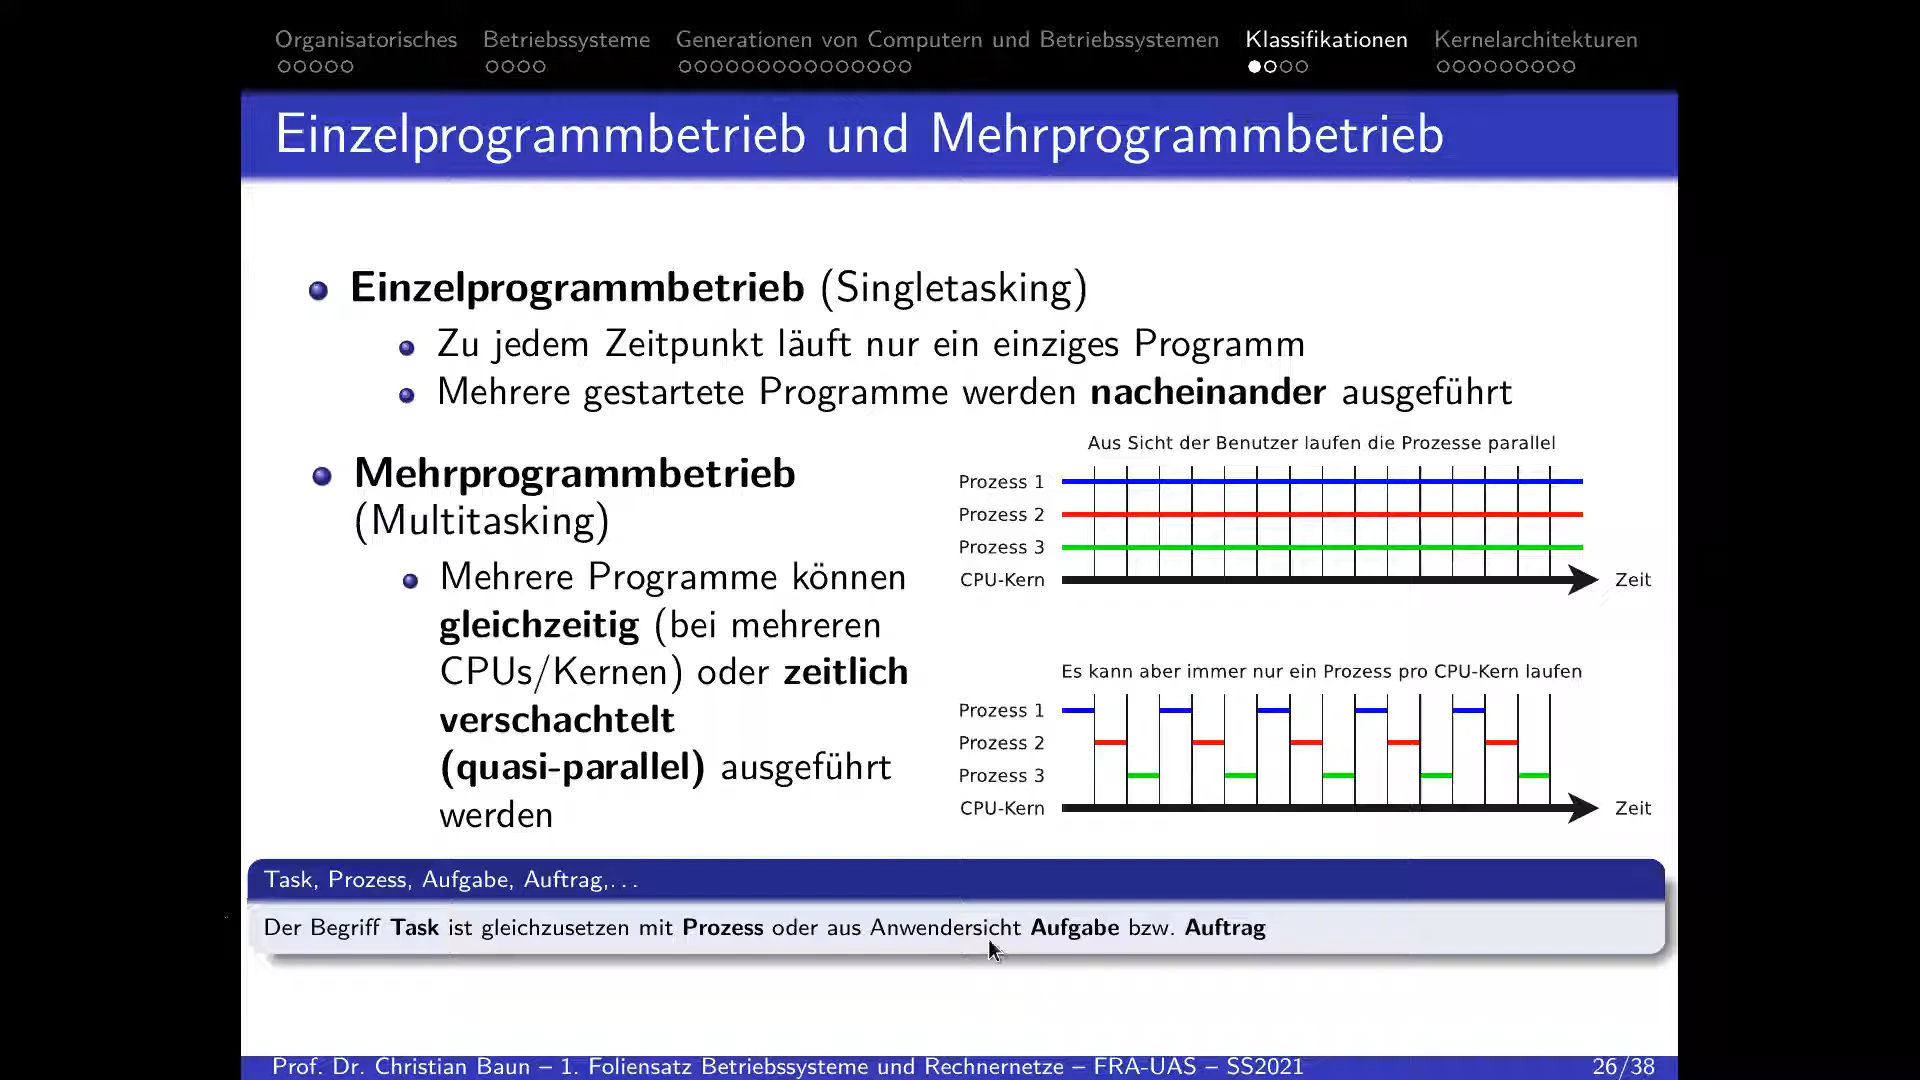 Organisatorisches Betriebssysteme Generationen von Computern und Betriebssystemen Klassifikationen Kernelarchitekturen
Einzelprogrammbetrieb und Mehrprogrammbetrieb
Einzelprogrammbetrieb (Singletasking)
Zu jedem Zeitpunkt läuft nur ein einziges Programm
Mehrere gestartete Programme werden nacheinander ausgeführt
Mehrprogrammbetrieb
(Multitasking)
Mehrere Programme können
gleichzeitig (bei mehreren
CPUs/Kernen) oder zeitlich
verschachtelt
(quasi-parallel) ausgeführt
werden
Aus Sicht der Benutzer laufen die Prozesse parallel
Prozess 1
Prozess 2
Prozess 3
CPU-Kern Zeit
Es kann aber immer nur ein Prozess pro CPU-Kern laufen
Prozess 1
Prozess 2
Prozess 3
CPU-Kern Zeit
Task, Prozess, Aufgabe, Auftrag,...
Der Begriff Task ist gleichzusetzen mit Prozess oder aus Anwendersicht Aufgabe bzw. Auftrag
Prof. Dr. Christian Baun – 1. Foliensatz Betriebssysteme und Rechnernetze – FRA-UAS – SS2021 26/38